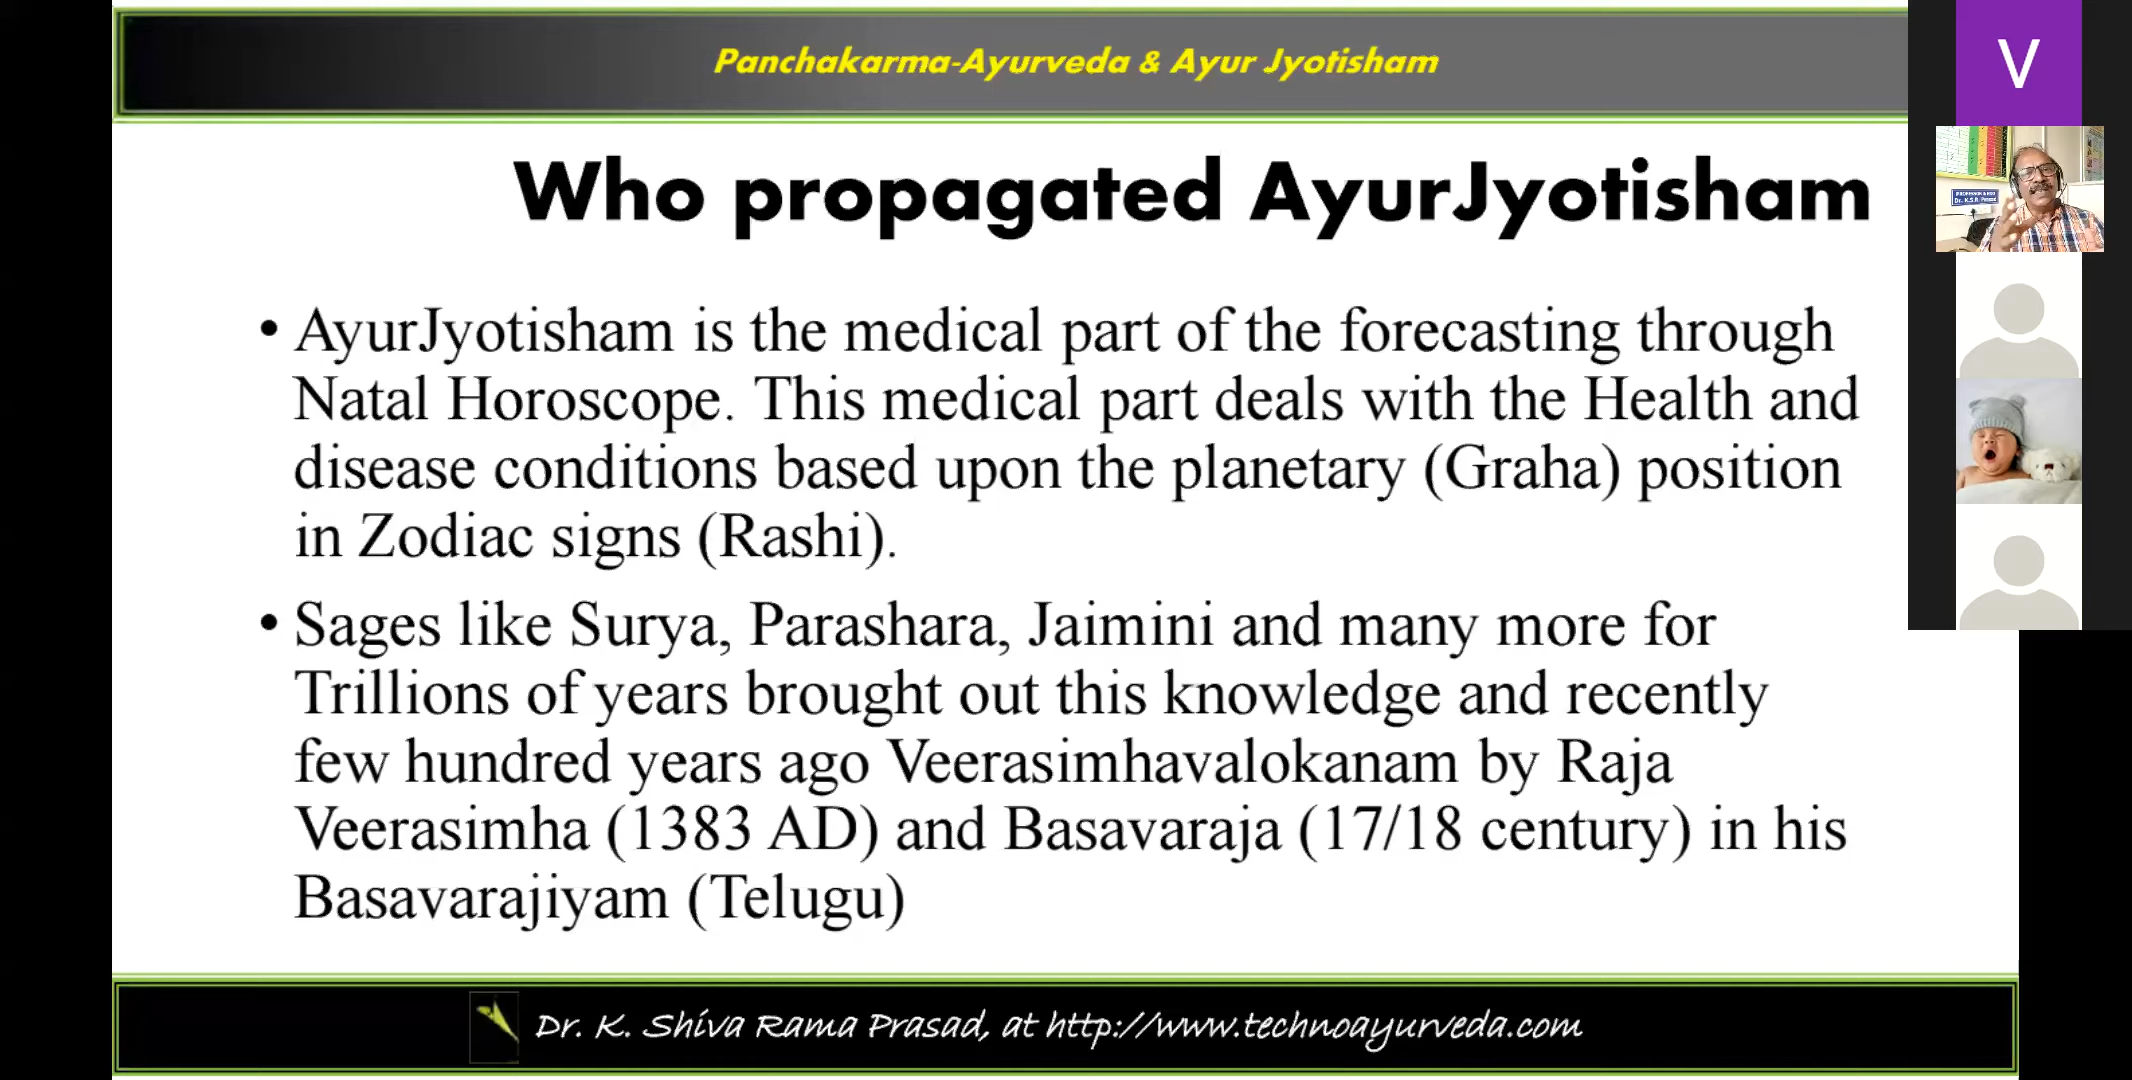 Panchakarma-Ayurveda & Ayur Jyotisham
V
Who propagated AyurJyotisham
PROFESSOR & HOD
Dr. K.S.R. Prasad
• AyurJyotisham is the medical part of the forecasting through
Natal Horoscope. This medical part deals with the Health and
disease conditions based upon the planetary (Graha) position
in Zodiac signs (Rashi).
• Sages like Surya, Parashara, Jaimini and many more for
Trillions of years brought out this knowledge and recently
few hundred years ago Veerasimhavalokanam by Raja
Veerasimha (1383 AD) and Basavaraja (17/18 century) in his
Basavarajiyam (Telugu)
Dr. K. Shiva Rama Prasad, at http://www.technoayurveda.com